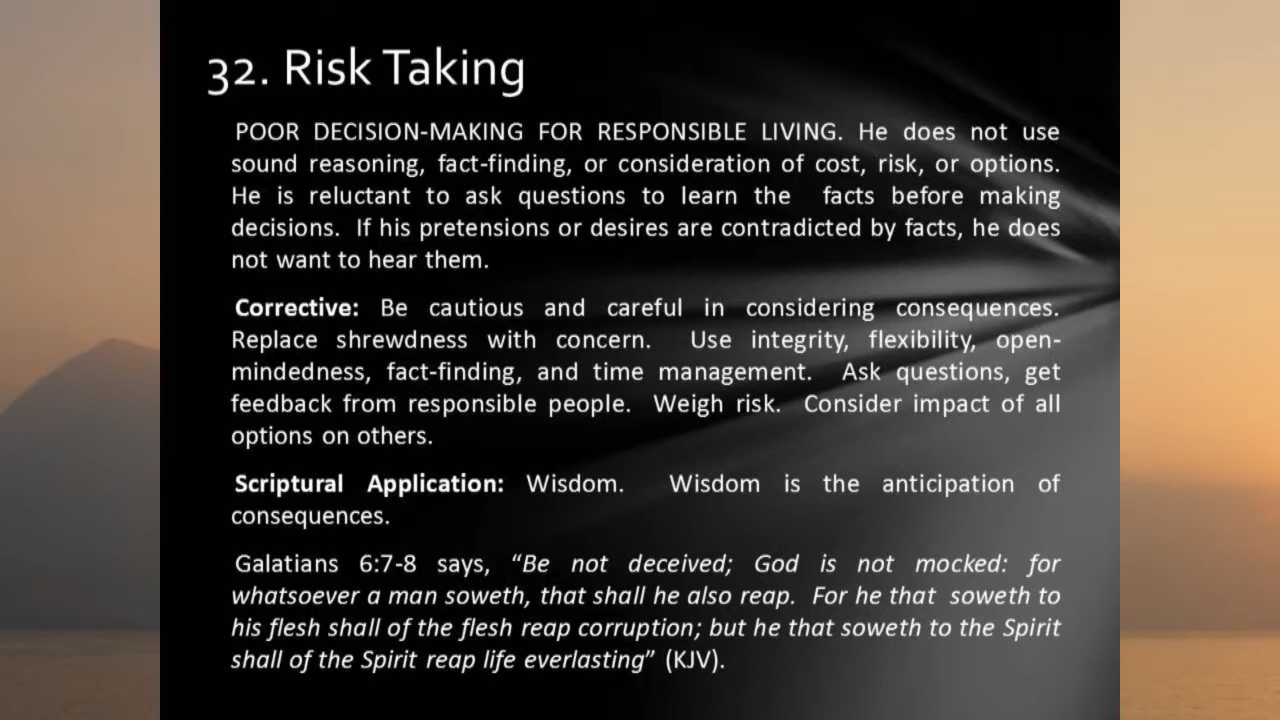 32. Risk Taking
POOR DECISION-MAKING FOR RESPONSIBLE LIVING. He does not use
sound reasoning, fact-finding, or consideration of cost, risk, or options.
He is reluctant to ask questions to learn the facts before making
decisions. If his pretensions or desires are contradicted by facts, he does
not want to hear them.
Corrective: Be cautious and careful in considering consequences.
Replace shrewdness with concern. Use integrity, flexibility, open-
mindedness, fact-finding, and time management. Ask questions, get
feedback from responsible people. Weigh risk. Consider impact of all
options on others.
Scriptural Application: Wisdom. Wisdom is the anticipation of
consequences.
Galatians 6:7-8 says, “Be not deceived; God is not mocked: for
whatsoever a man soweth, that shall he also reap. For he that soweth to
his flesh shall of the flesh reap corruption; but he that soweth to the Spirit
shall of the Spirit reap life everlasting” (KJV).